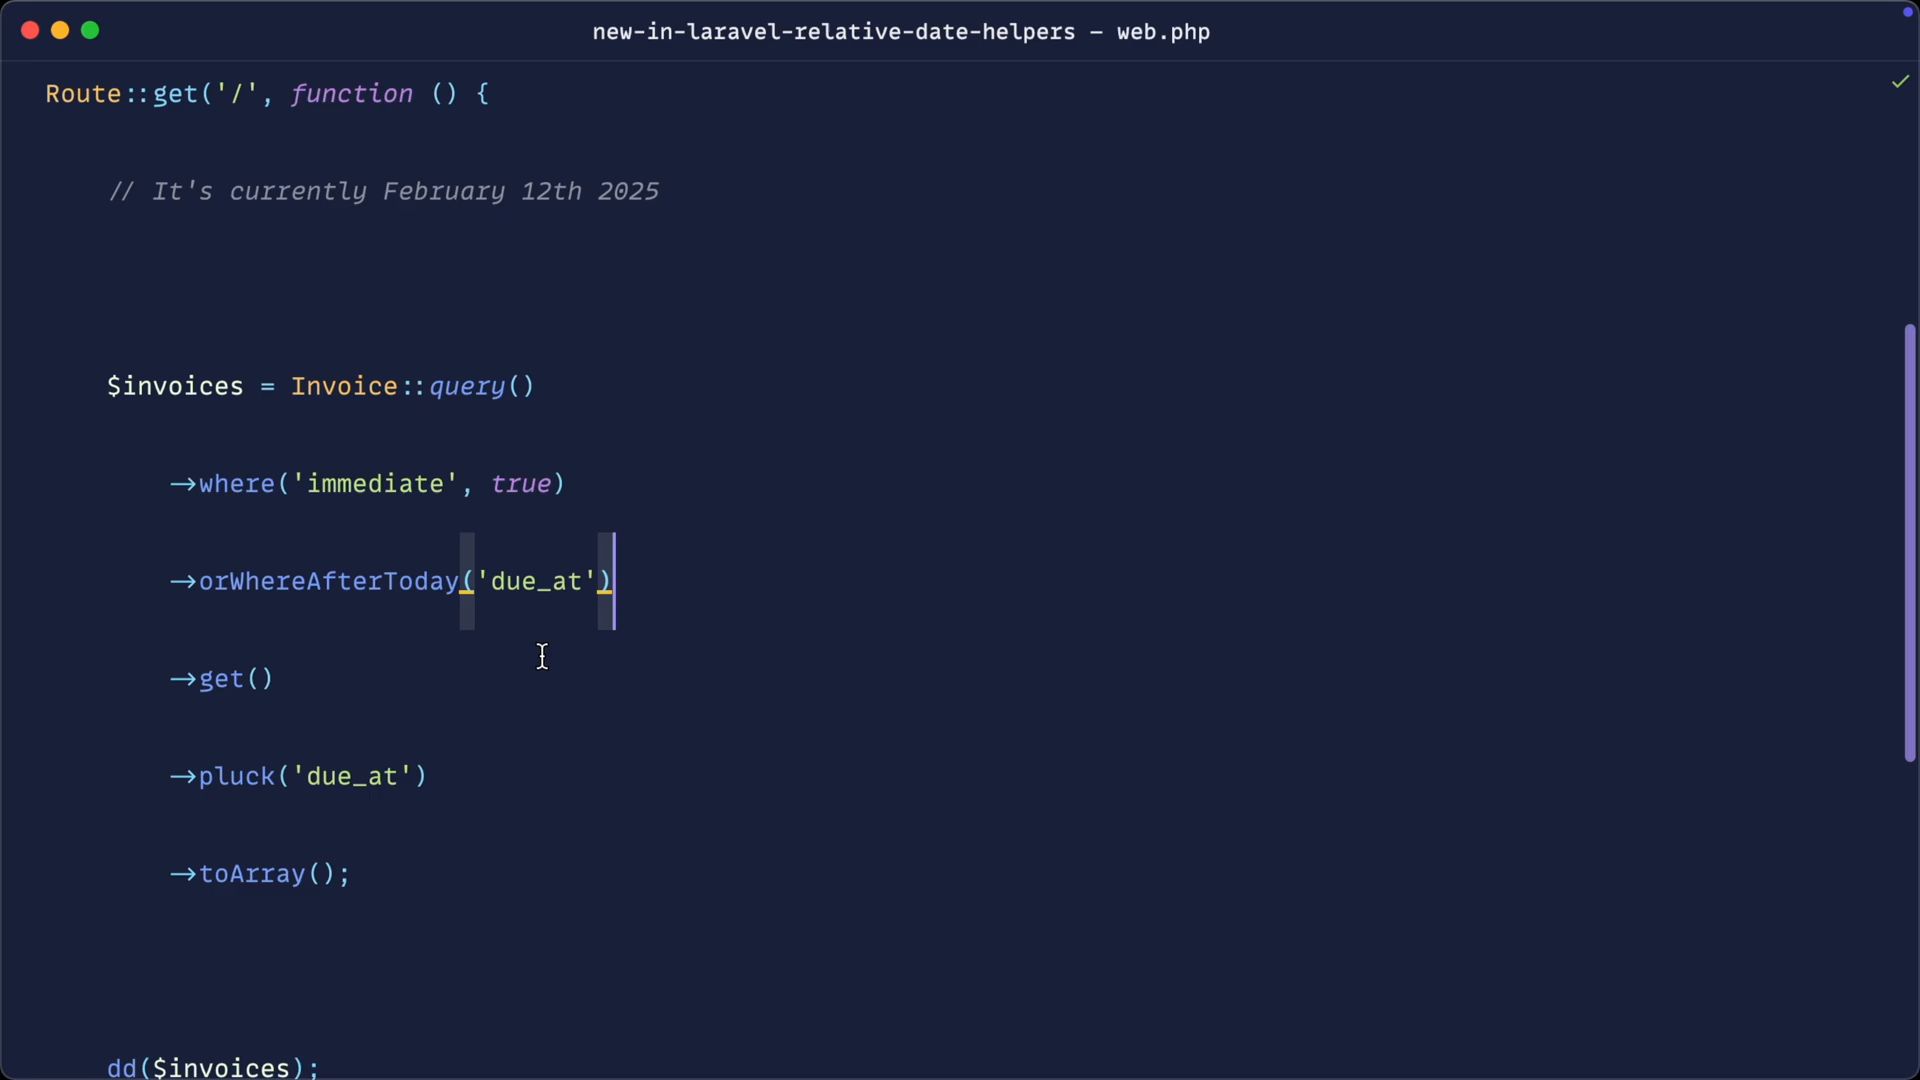 new-in-laravel-relative-date-helpers – web.php
Route::get('/', function () {
// It's currently February 12th 2025
$invoices = Invoice::query()
->where('immediate', true)
->orWhereAfterToday('due_at')
->get()
->pluck('due_at')
->toArray();
dd($invoices);